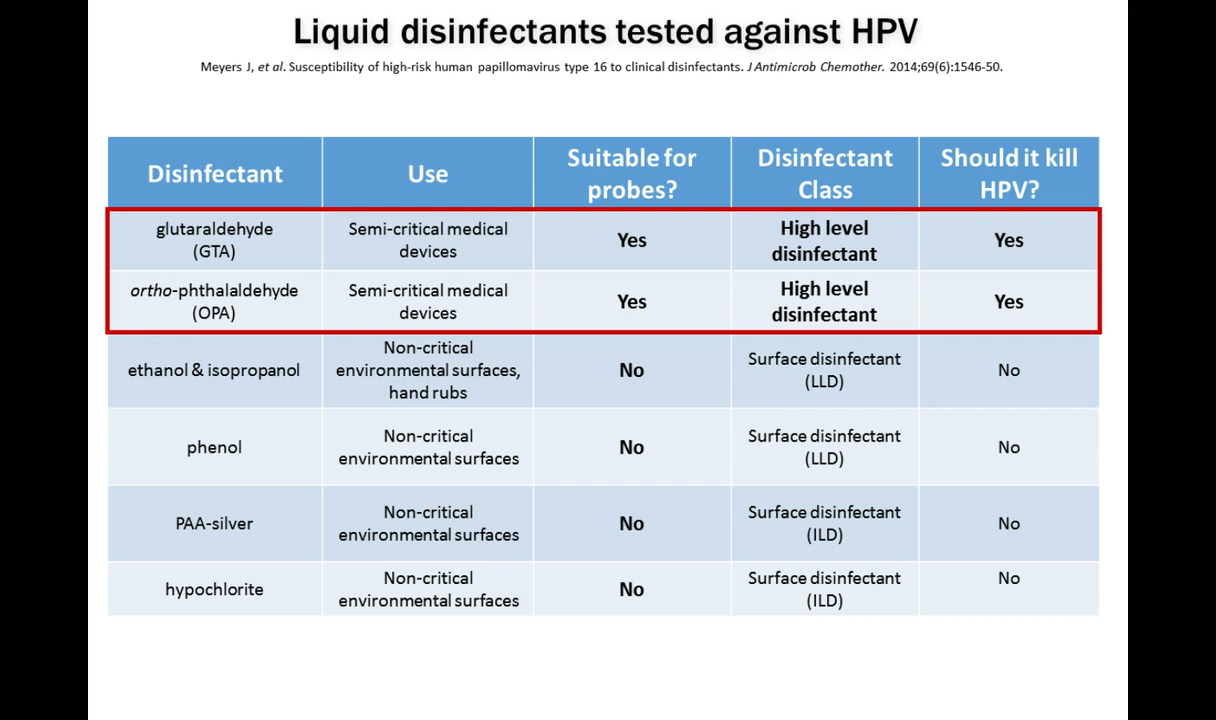 Liquid disinfectants tested against HPV
Meyers J, et al. Susceptibility of high-risk human papillomavirus type 16 to clinical disinfectants. J Antimicrob Chemother. 2014;69(6):1546-50.
Disinfectant
Use
Suitable for
probes?
Disinfectant
Class
Should it kill
HPV?
glutaraldehyde
(GTA)
Semi-critical medical
devices
Yes
High level
disinfectant
Yes
ortho-phthalaldehyde
(OPA)
Semi-critical medical
devices
Yes
High level
disinfectant
Yes
ethanol & isopropanol
Non-critical
environmental surfaces,
hand rubs
No
Surface disinfectant
(LLD)
No
phenol
Non-critical
environmental surfaces
No
Surface disinfectant
(LLD)
No
PAA-silver
Non-critical
environmental surfaces
No
Surface disinfectant
(ILD)
No
hypochlorite
Non-critical
environmental surfaces
No
Surface disinfectant
(ILD)
No